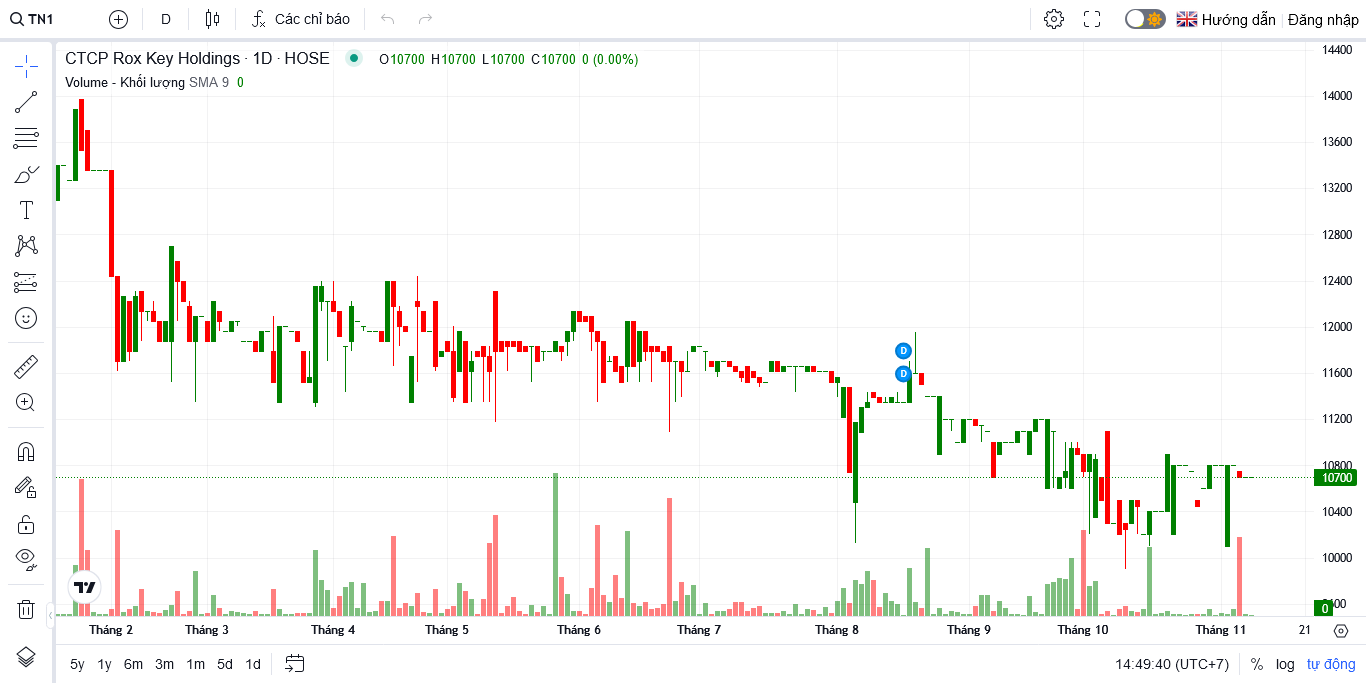 TN1 D Các chỉ báo Hướng dẫn Đăng nhập
CTCP Rox Key Holdings · 1D · HOSE O10700 H10700 L10700 C10700 0 (0.00%)
Volume - Khối lượng SMA 9 0
14400
14000
13600
13200
12800
12400
12000
D
D
11600
11200
10800
10700
10400
10000
0
Tháng 2 Tháng 3 Tháng 4 Tháng 5 Tháng 6 Tháng 7 Tháng 8 Tháng 9 Tháng 10 Tháng 11 21
5y 1y 6m 3m 1m 5d 1d 14:49:40 (UTC+7) % log tự động